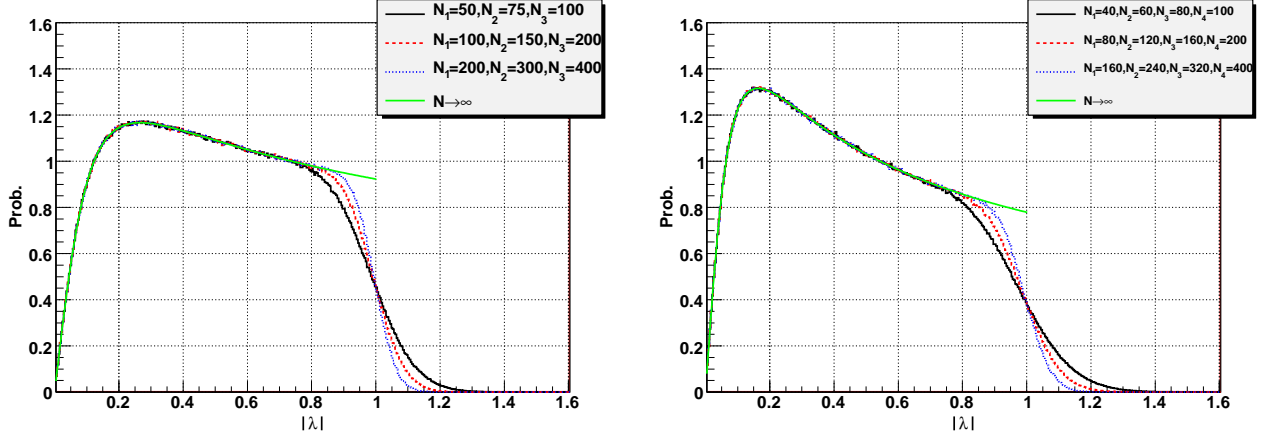 N1=50,N2=75,N3=100
N1=100,N2=150,N3=200
N1=200,N2=300,N3=400
N→∞
Prob.
1.6
1.4
1.2
1
0.8
0.6
0.4
0.2
0
0.2 0.4 0.6 0.8 1 1.2 1.4 1.6
|λ|
N1=40,N2=60,N3=80,N4=100
N1=80,N2=120,N3=160,N4=200
N1=160,N2=240,N3=320,N4=400
N→∞
Prob.
1.6
1.4
1.2
1
0.8
0.6
0.4
0.2
0
0.2 0.4 0.6 0.8 1 1.2 1.4 1.6
|λ|